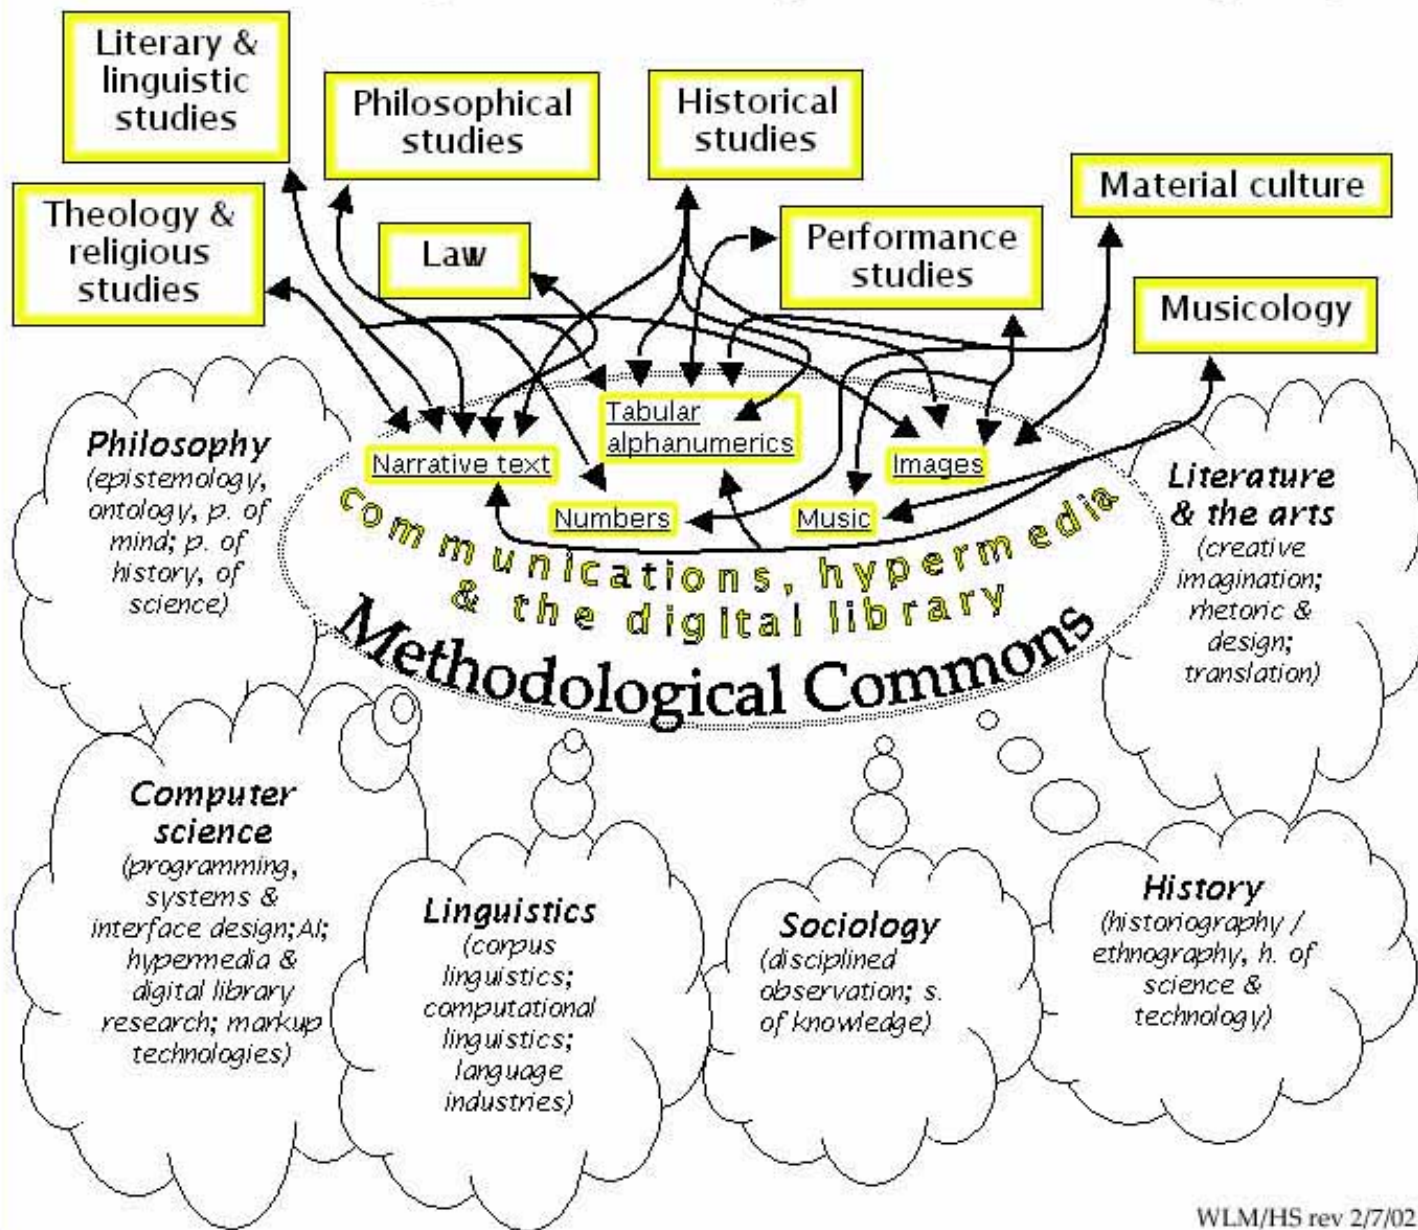 Literary &
linguistic
studies
Philosophical
studies
Historical
studies
Material culture
Theology &
religious
studies
Law
Performance
studies
Musicology
Tabular
alphanumerics
Narrative text
Images
Numbers
Music
communications, hypermedia
& the digital library
Methodological Commons
Philosophy
(epistemology,
ontology, p. of
mind; p. of
history, of
science)
Literature
& the arts
(creative
imagination;
rhetoric &
design;
translation)
Computer
science
(programming,
systems &
interface design;AI;
hypermedia &
digital library
research; markup
technologies)
Linguistics
(corpus
linguistics;
computational
linguistics;
language
industries)
Sociology
(disciplined
observation; s.
of knowledge)
History
(historiography /
ethnography, h. of
science &
technology)
WLM/HS rev 2/7/02